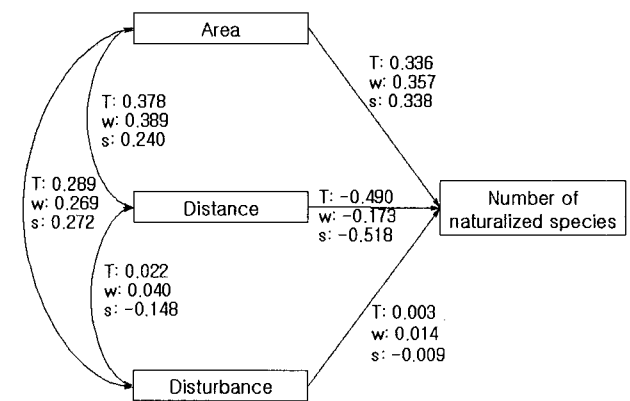 Area
T: 0.336
w: 0.357
s: 0.338
T: 0.378
w: 0.389
s: 0.240
T: 0.289
w: 0.269
s: 0.272
Distance
T: -0.490
w: -0.173
s: -0.518
Number of
naturalized species
T: 0.022
w: 0.040
s: -0.148
T: 0.003
w: 0.014
s: -0.009
Disturbance